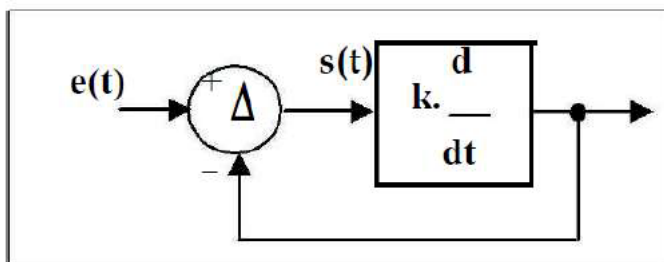 e(t)
+
Δ
−
s(t)
k. d
dt